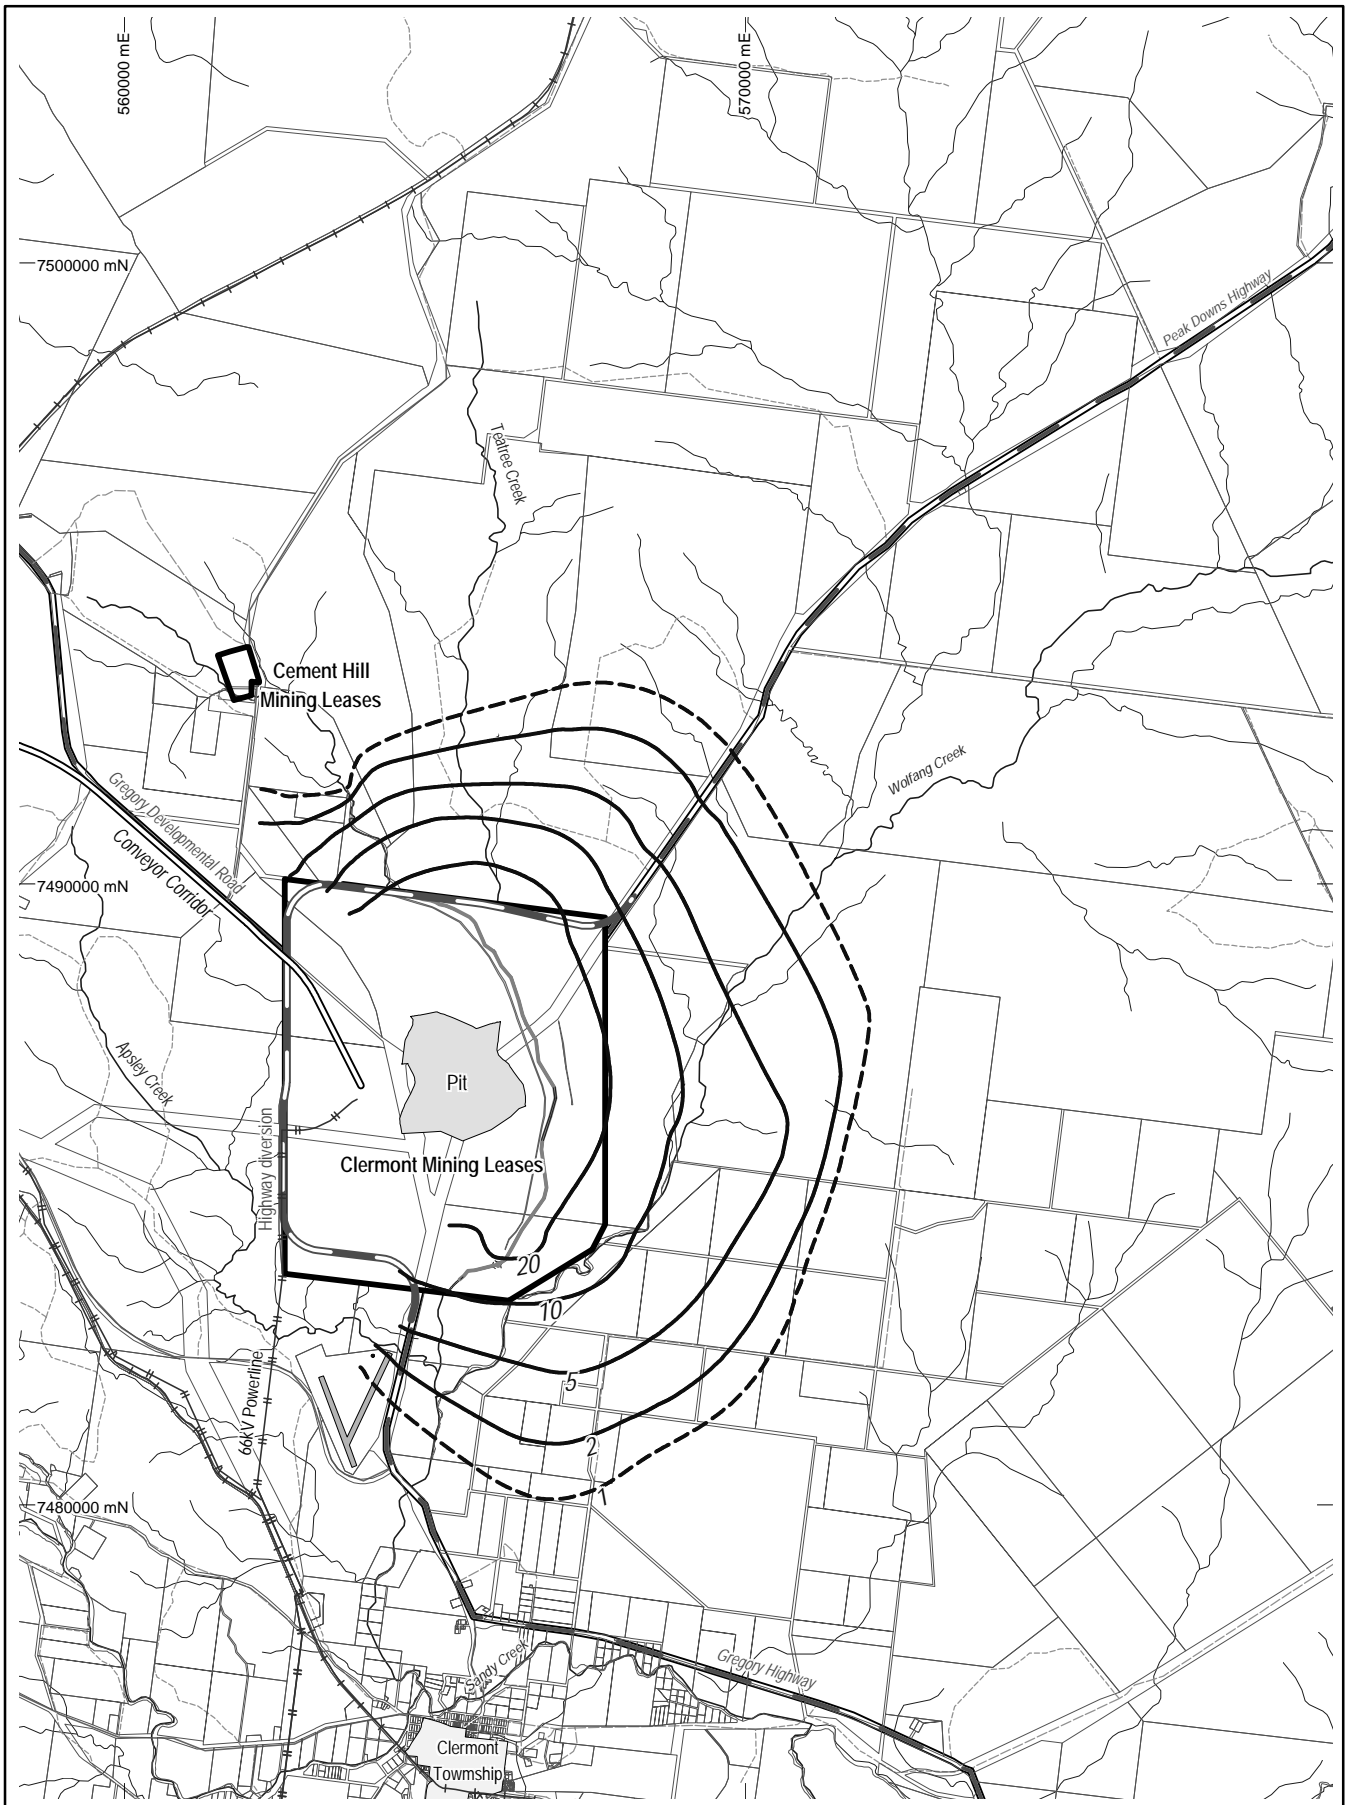 560000 mE
570000 mE
7500000 mN
Peak Downs Highway
Teatree Creek
Cement Hill
Mining Leases
Wolfang Creek
Gregory Developmental Road
Conveyor Corridor
7490000 mN
Apsley Creek
Pit
Highway diversion
Clermont Mining Leases
20
10
5
66kV Powerline
2
1
7480000 mN
Sandy Creek
Gregory Highway
Clermont
Township